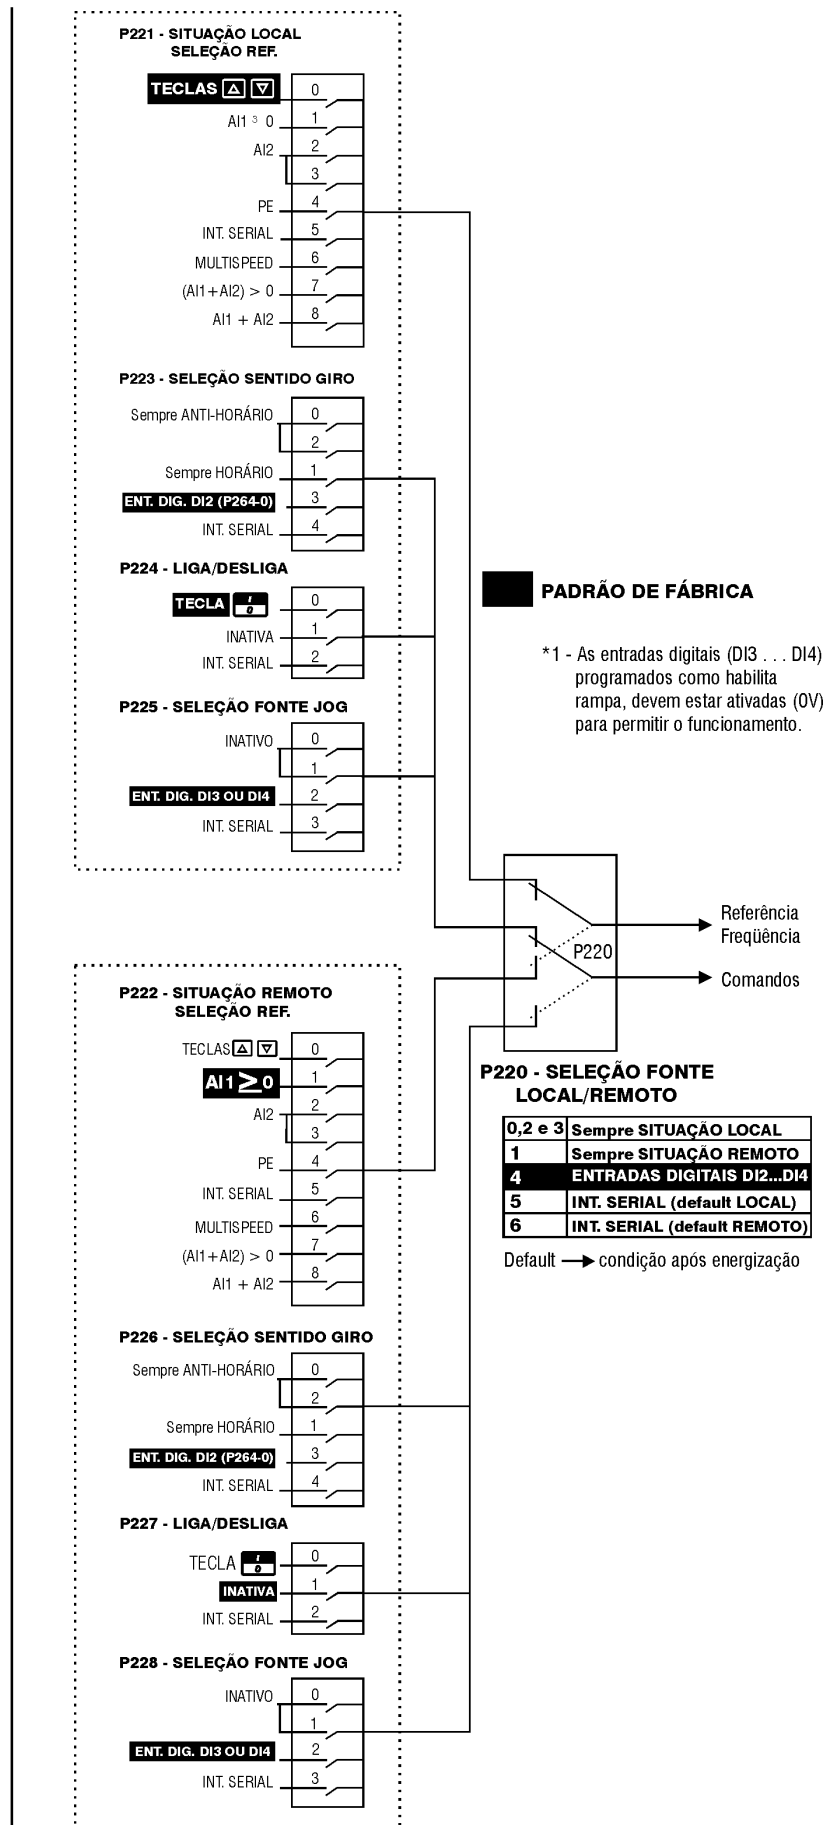 P221 - SITUAÇÃO LOCAL
SELEÇÃO REF.
TECLAS
0
AI1 ³ 0
1
AI2
2
3
PE
4
INT. SERIAL
5
MULTISPEED
6
(AI1+AI2) > 0
7
AI1 + AI2
8
P223 - SELEÇÃO SENTIDO GIRO
Sempre ANTI-HORÁRIO
0
2
Sempre HORÁRIO
1
ENT. DIG. DI2 (P264-0)
3
INT. SERIAL
4
P224 - LIGA/DESLIGA
TECLA I/0
0
INATIVA
1
INT. SERIAL
2
P225 - SELEÇÃO FONTE JOG
INATIVO
0
1
ENT. DIG. DI3 OU DI4
2
INT. SERIAL
3
PADRÃO DE FÁBRICA
*1 - As entradas digitais (DI3 . . . DI4)
programados como habilita
rampa, devem estar ativadas (0V)
para permitir o funcionamento.
Referência
Freqüência
P220
Comandos
P220 - SELEÇÃO FONTE
LOCAL/REMOTO
0,2 e 3 Sempre SITUAÇÃO LOCAL
1 Sempre SITUAÇÃO REMOTO
4 ENTRADAS DIGITAIS DI2...DI4
5 INT. SERIAL (default LOCAL)
6 INT. SERIAL (default REMOTO)
Default → condição após energização
P222 - SITUAÇÃO REMOTO
SELEÇÃO REF.
TECLAS
0
AI1 ≥ 0
1
AI2
2
3
PE
4
INT. SERIAL
5
MULTISPEED
6
(AI1+AI2) > 0
7
AI1 + AI2
8
P226 - SELEÇÃO SENTIDO GIRO
Sempre ANTI-HORÁRIO
0
2
Sempre HORÁRIO
1
ENT. DIG. DI2 (P264-0)
3
INT. SERIAL
4
P227 - LIGA/DESLIGA
TECLA I/0
0
INATIVA
1
INT. SERIAL
2
P228 - SELEÇÃO FONTE JOG
INATIVO
0
1
ENT. DIG. DI3 OU DI4
2
INT. SERIAL
3